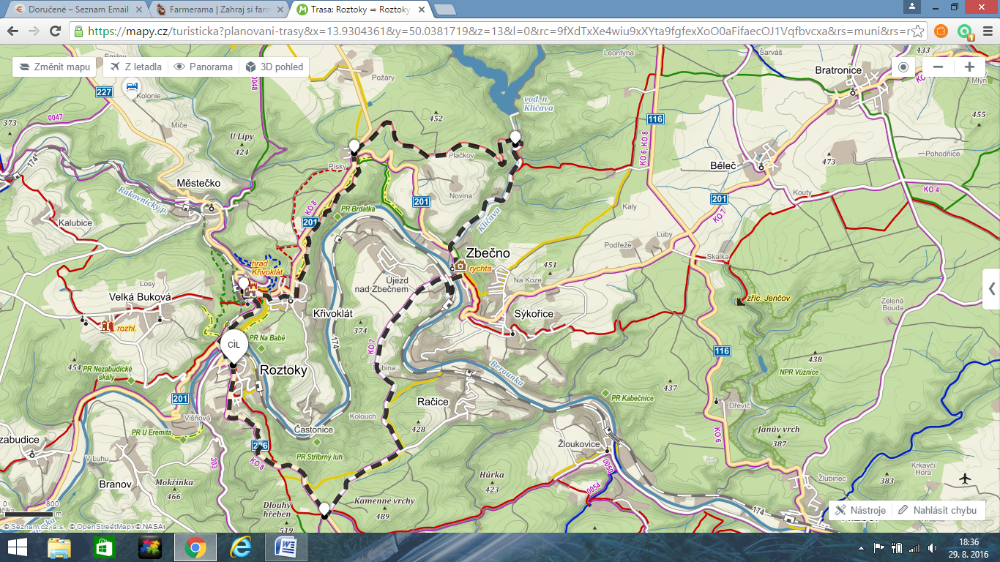 Doručené – Seznam Email
Farmerama | Zahraj si farm
Trasa: Roztoky ⇒ Roztoky
https://mapy.cz/turisticka?planovani-trasy&x=13.9304361&y=50.0381719&z=13&l=0&rc=9fXdTxXe4wiu9xXYta9fgfexXoO0aFifaecOJ1Vqfbvcxa&rs=muni&rs=r
Změnit mapu
Z letadla
Panorama
3D pohled
Emilov
Kolonie
227
0047
0048
373
Míče
U Lípy
424
Požáry
452
vod. n.
Klíčava
Leontyna
Šarváš
433
Bratronice
Mlýn
455
116
KO 6, KO 8
Pohodnice
Písky
Plačkov
Běleč
473
174
Městečko
Rakovnický p.
Kalubice
KO 8
201
PR Brdatka
201
Novina
Klíčava
Kaly
201
KO 7
Kouty
KO 4
Luby
Podřeže
Skalka
Zbečno
rychta
451
Na Koze
hrad
Křivoklát
Losy
Velká Buková
rozhl.
Újezd
nad Zbečnem
Křivoklát
374
174
KO 7
Sýkořice
zříc. Jenčov
Zelená
Bouda
CÍL
PR Na Babě
Roztoky
454
PR Nezabudické
skály
201
Višňová
PR U Eremita
Berounka
Račice
437
PR Kabečnice
116
438
NPR Vůznice
Dřevíč
Kolouch
428
Častonice
PR Stříbrný luh
KO 8
303
zabudice
V Luhu
Branov
Mokřinka
466
Dlouhý
hřeben
519
Kamenné vrchy
489
Hůrka
423
Žloukovice
0050
0054
KO 6
Janův vrch
387
Žlubinec
383
Krkavčí
Hora
174
0
800
m
© Seznam.cz, a.s., © OpenStreetMap, © NASA
Nástroje
Nahlásit chybu
18:36
29. 8. 2016